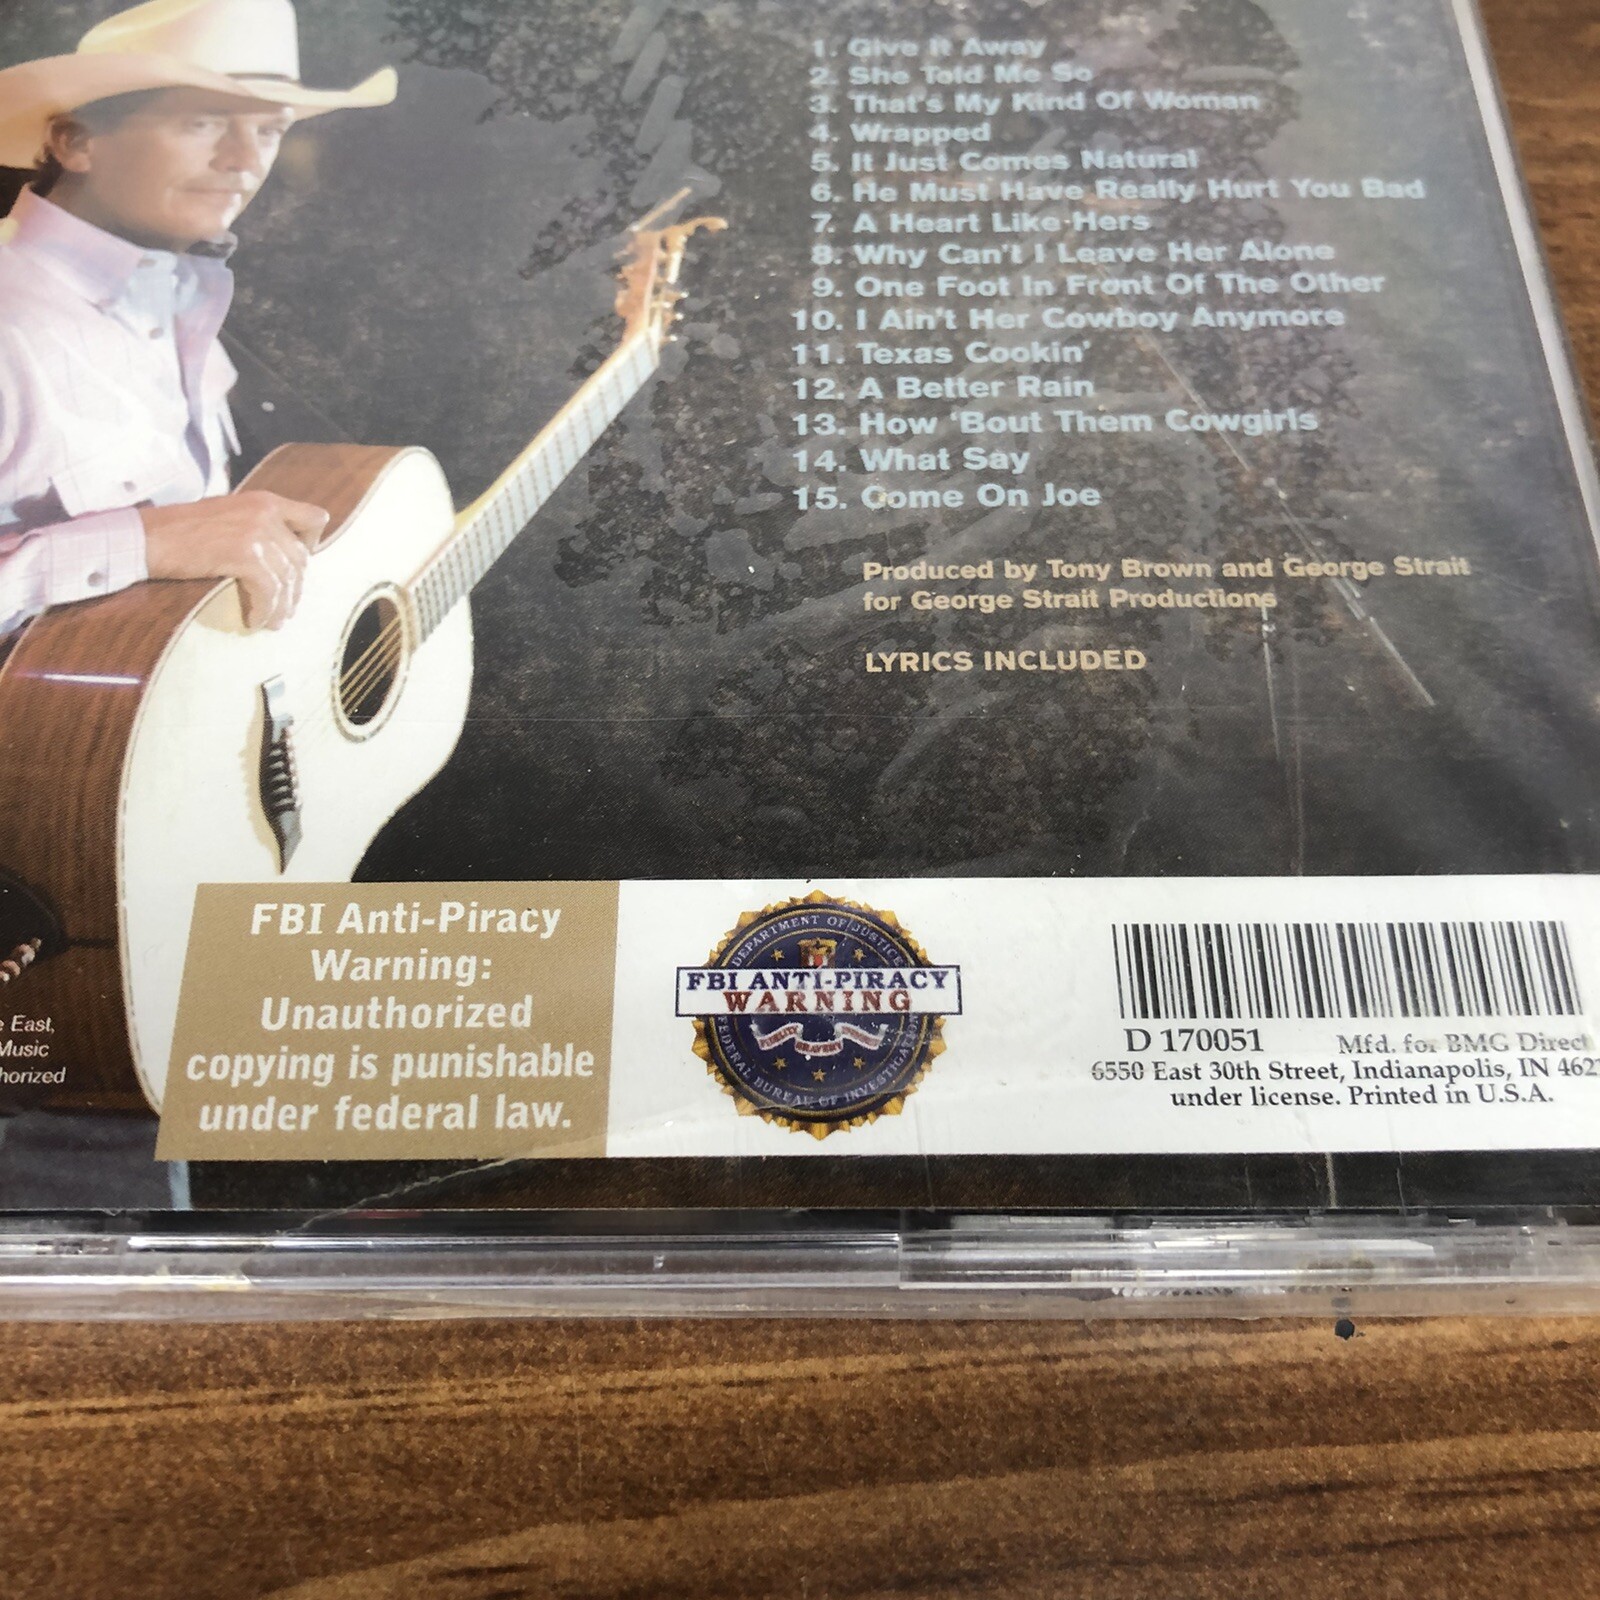 1. Give It Away
2. She Told Me So
3. That's My Kind Of Woman
4. Wrapped
5. It Just Comes Natural
6. He Must Have Really Hurt You Bad
7. A Heart Like Hers
8. Why Can't I Leave Her Alone
9. One Foot In Front Of The Other
10. I Ain't Her Cowboy Anymore
11. Texas Cookin'
12. A Better Rain
13. How 'Bout Them Cowgirls
14. What Say
15. Come On Joe
Produced by Tony Brown and George Strait
for George Strait Productions
LYRICS INCLUDED
East,
Music
FBI Anti-Piracy
Warning:
Unauthorized
copying is punishable
under federal law.
DEPARTMENT OF JUSTICE
FBI ANTI-PIRACY
WARNING
FIDELITY BRAVERY INTEGRITY
FEDERAL BUREAU OF INVESTIGATION
D 170051 Mfd. for BMG Direct
6550 East 30th Street, Indianapolis, IN 462
under license. Printed in U.S.A.